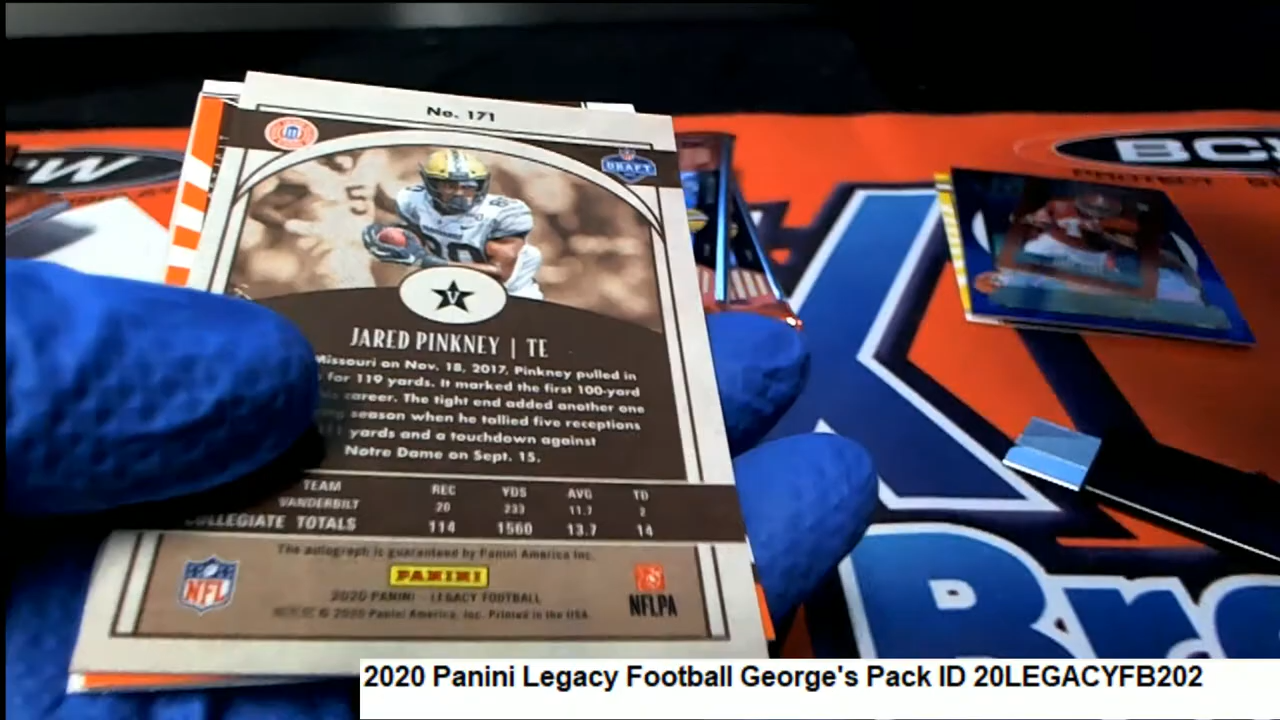 No. 171
DRAFT
JARED PINKNEY | TE
Missouri on Nov. 18, 2017, Pinkney pulled in
for 119 yards. It marked the first 100-yard
career. The tight end added another one
season when he tallied five receptions
yards and a touchdown against
Notre Dame on Sept. 15.
TEAM REC YDS AVG TD
VANDERBILT 20 233 11.7 2
COLLEGIATE TOTALS 114 1560 13.7 14
The autograph is guaranteed by Panini America Inc.
PANINI
2020 PANINI - LEGACY FOOTBALL
© 2020 Panini America, Inc. Printed in the USA.
NFL
NFLPA
2020 Panini Legacy Football George's Pack ID 20LEGACYFB202